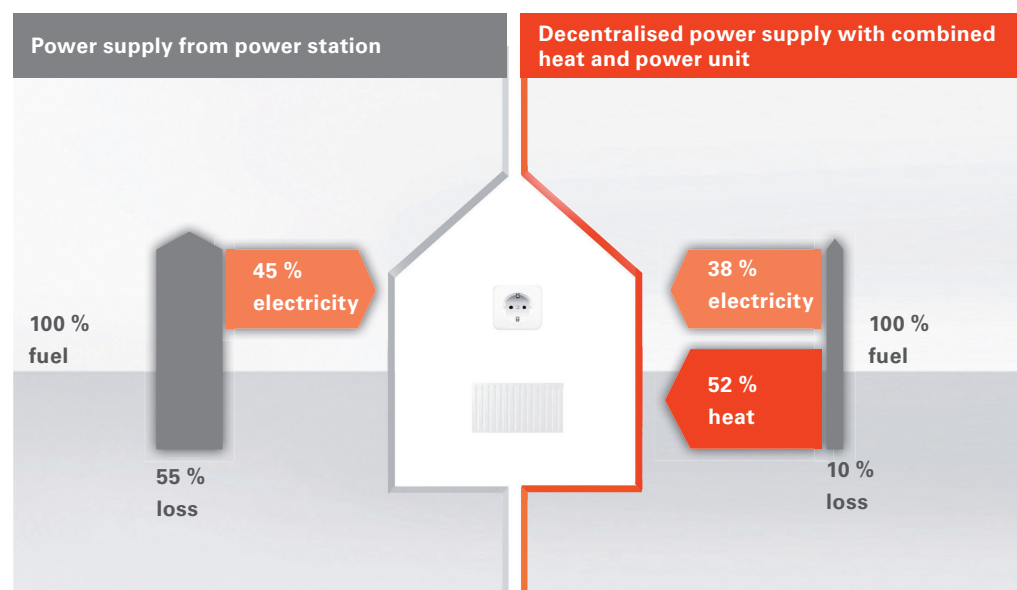 Power supply from power station
Decentralised power supply with combined
heat and power unit
45 %
electricity
100 %
fuel
55 %
loss
38 %
electricity
100 %
fuel
52 %
heat
10 %
loss